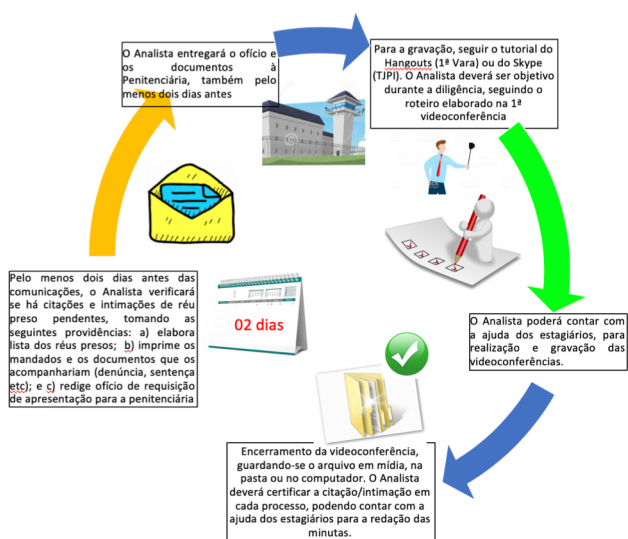 Pelo menos dois dias antes das
comunicações, o Analista verificará
se há citações e intimações de réu
preso pendentes, tomando as
seguintes providências: a) elabora
lista dos réus presos; b) imprime os
mandados e os documentos que os
acompanhariam (denúncia, sentença
etc); e c) redige ofício de requisição
de apresentação para a penitenciária
O Analista entregará o ofício e
os documentos à
Penitenciária, também pelo
menos dois dias antes
Para a gravação, seguir o tutorial do
Hangouts (1ª Vara) ou do Skype
(TJPI). O Analista deverá ser objetivo
durante a diligência, seguindo o
roteiro elaborado na 1ª
videoconferência
02 dias
O Analista poderá contar com
a ajuda dos estagiários, para
realização e gravação das
videoconferências.
Encerramento da videoconferência,
guardando-se o arquivo em mídia, na
pasta ou no computador. O Analista
deverá certificar a citação/intimação em
cada processo, podendo contar com a
ajuda dos estagiários para a redação das
minutas.